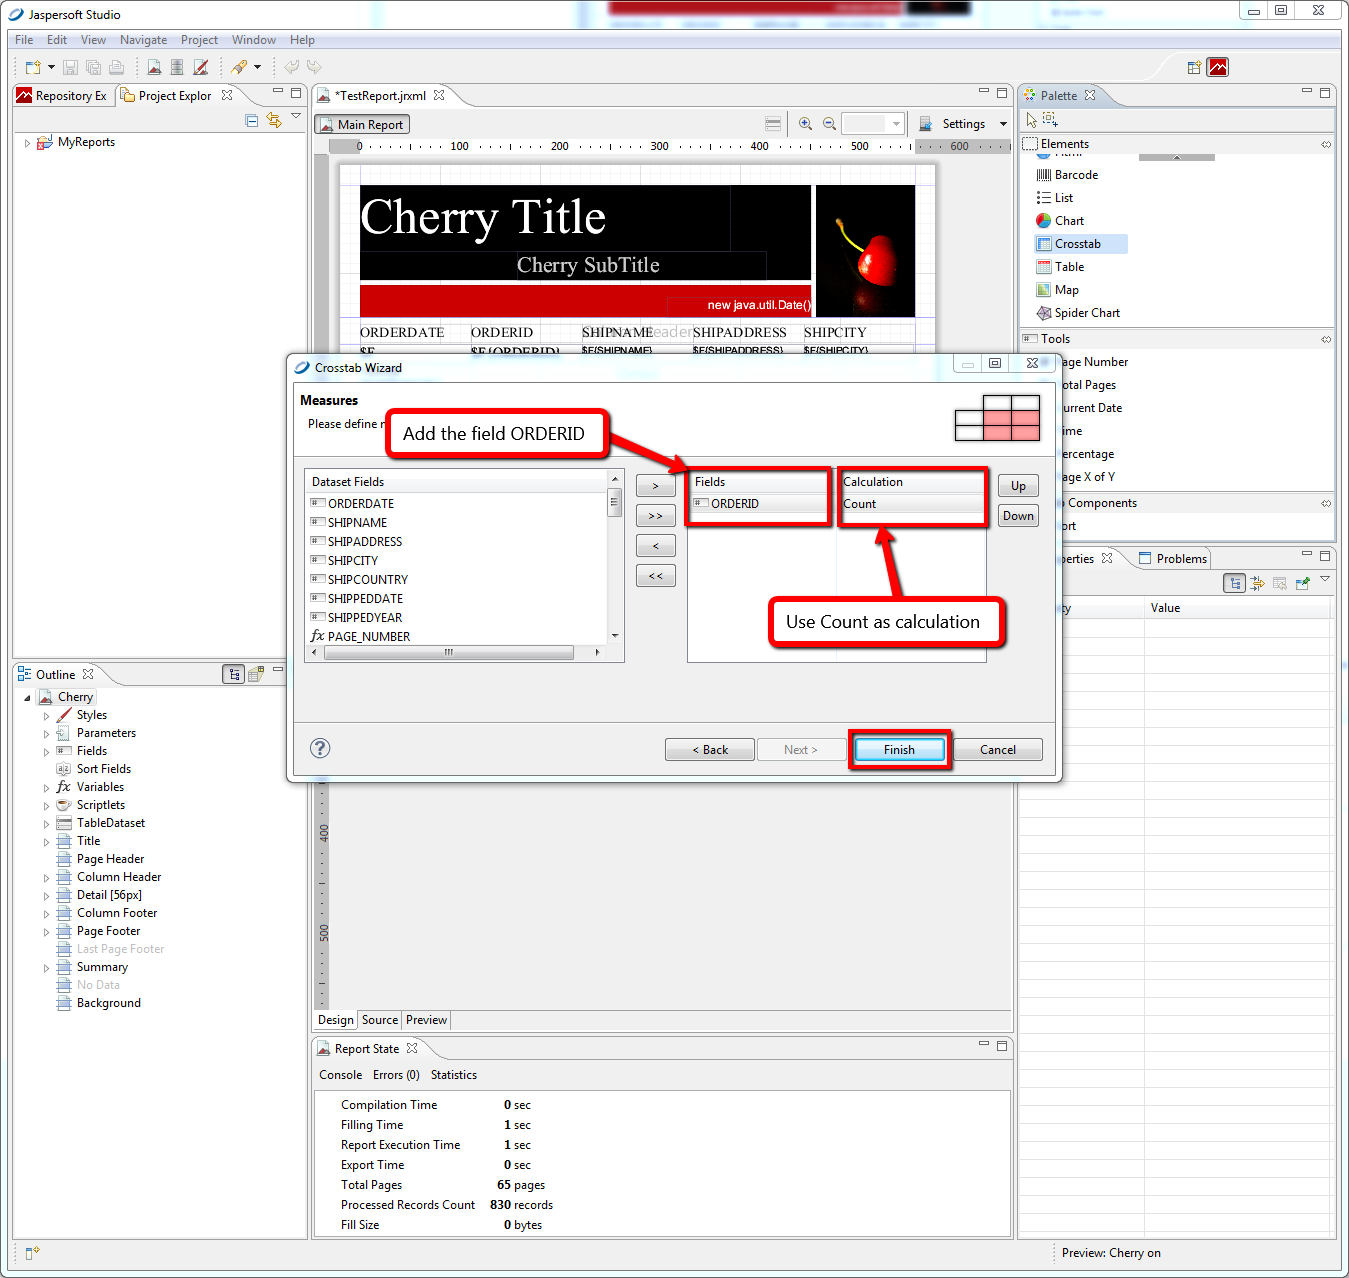 Jaspersoft Studio
File Edit View Navigate Project Window Help
Repository Ex
Project Explor
MyReports
*TestReport.jrxml
Main Report
Settings
0 100 200 300 400 500 600
Cherry Title
Cherry SubTitle
new java.util.Date()
ORDERDATE ORDERID SHIPNAME SHIPADDRESS SHIPCITY
$F{ORDERID} $F{SHIPNAME} $F{SHIPADDRESS} $F{SHIPCITY}
Palette
Elements
Html
Barcode
List
Chart
Crosstab
Table
Map
Spider Chart
Tools
age Number
otal Pages
urrent Date
ime
ercentage
age X of Y
Components
ort
Crosstab Wizard
Measures
Please define
Add the field ORDERID
Dataset Fields
ORDERDATE
SHIPNAME
SHIPADDRESS
SHIPCITY
SHIPCOUNTRY
SHIPPEDDATE
SHIPPEDYEAR
fx PAGE_NUMBER
>
>>
<
<<
Fields Calculation
ORDERID Count
Up
Down
Use Count as calculation
?
< Back
Next >
Finish
Cancel
perties
Problems
ty Value
Outline
Cherry
Styles
Parameters
Fields
Sort Fields
fx Variables
Scriptlets
TableDataset
Title
Page Header
Column Header
Detail [56px]
Column Footer
Page Footer
Last Page Footer
Summary
No Data
Background
400
500
Design Source Preview
Report State
Console Errors (0) Statistics
Compilation Time 0 sec
Filling Time 1 sec
Report Execution Time 1 sec
Export Time 0 sec
Total Pages 65 pages
Processed Records Count 830 records
Fill Size 0 bytes
Preview: Cherry on